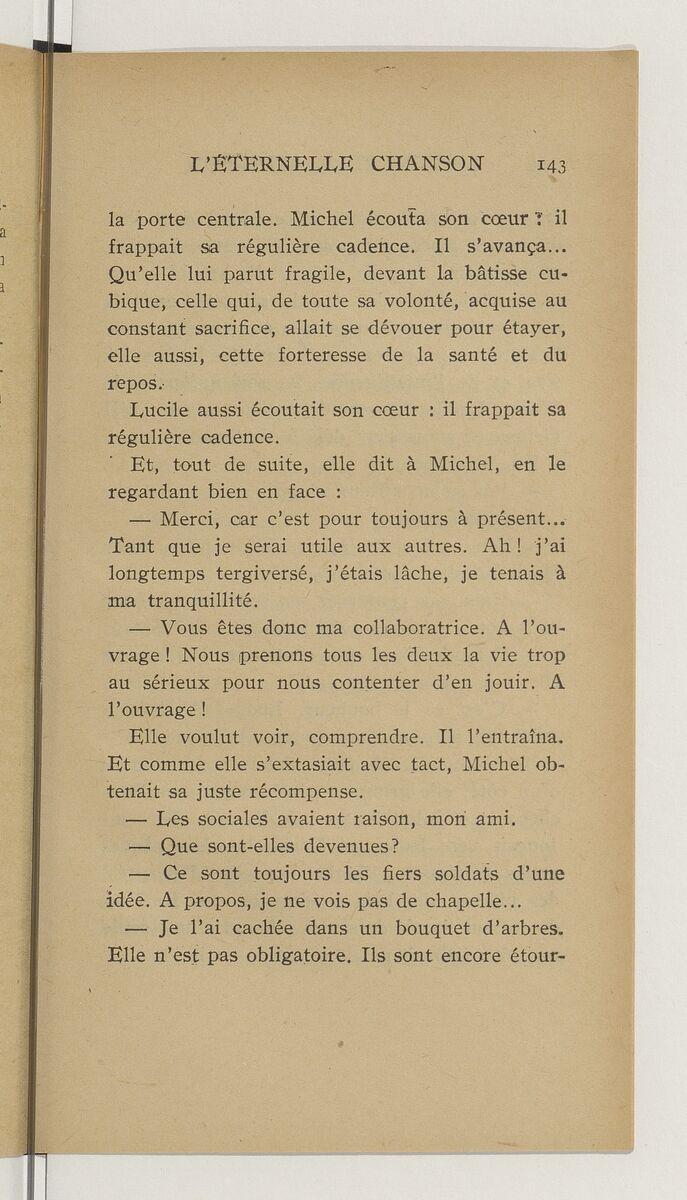 L'ÉTERNELLE CHANSON 143
la porte centrale. Michel écouta son cœur : il
frappait sa régulière cadence. Il s'avança...
Qu'elle lui parut fragile, devant la bâtisse cu-
bique, celle qui, de toute sa volonté, acquise au
constant sacrifice, allait se dévouer pour étayer,
elle aussi, cette forteresse de la santé et du
repos.
Lucile aussi écoutait son cœur : il frappait sa
régulière cadence.
Et, tout de suite, elle dit à Michel, en le
regardant bien en face :
— Merci, car c'est pour toujours à présent...
Tant que je serai utile aux autres. Ah ! j'ai
longtemps tergiversé, j'étais lâche, je tenais à
ma tranquillité.
— Vous êtes donc ma collaboratrice. A l'ou-
vrage ! Nous prenons tous les deux la vie trop
au sérieux pour nous contenter d'en jouir. A
l'ouvrage !
Elle voulut voir, comprendre. Il l'entraîna.
Et comme elle s'extasiait avec tact, Michel ob-
tenait sa juste récompense.
— Les sociales avaient raison, mon ami.
— Que sont-elles devenues ?
— Ce sont toujours les fiers soldats d'une
idée. A propos, je ne vois pas de chapelle...
— Je l'ai cachée dans un bouquet d'arbres.
Elle n'est pas obligatoire. Ils sont encore étour-